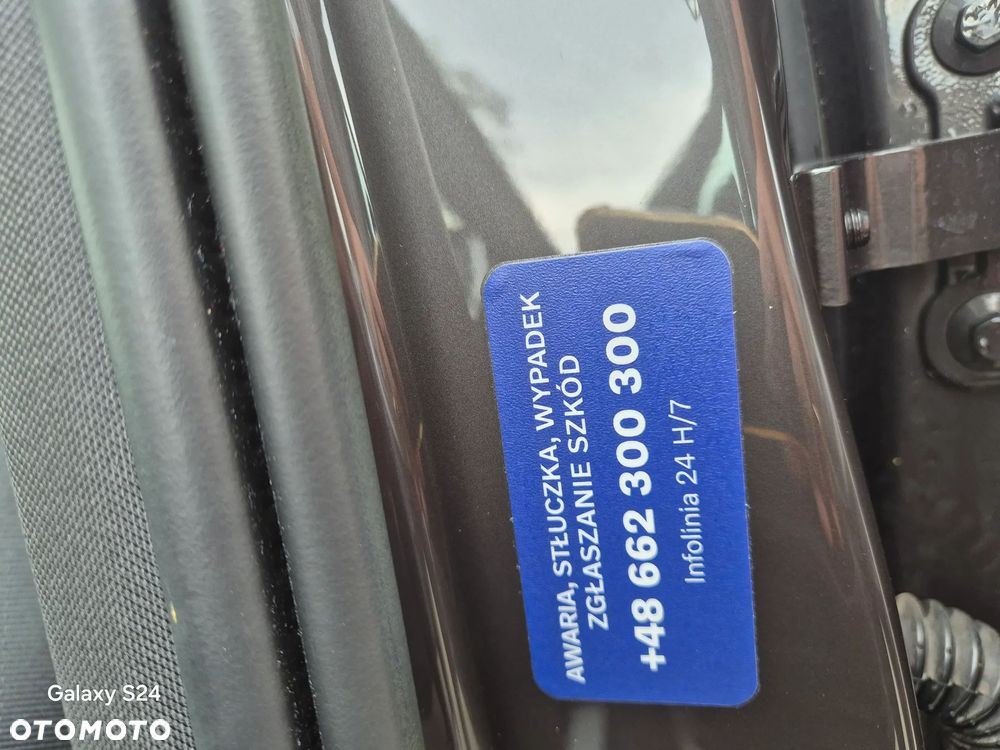 AWARIA, STŁUCZKA, WYPADEK
ZGŁASZANIE SZKÓD
+48 662 300 300
Infolinia 24 H/7
Galaxy S24
OTOMOTO